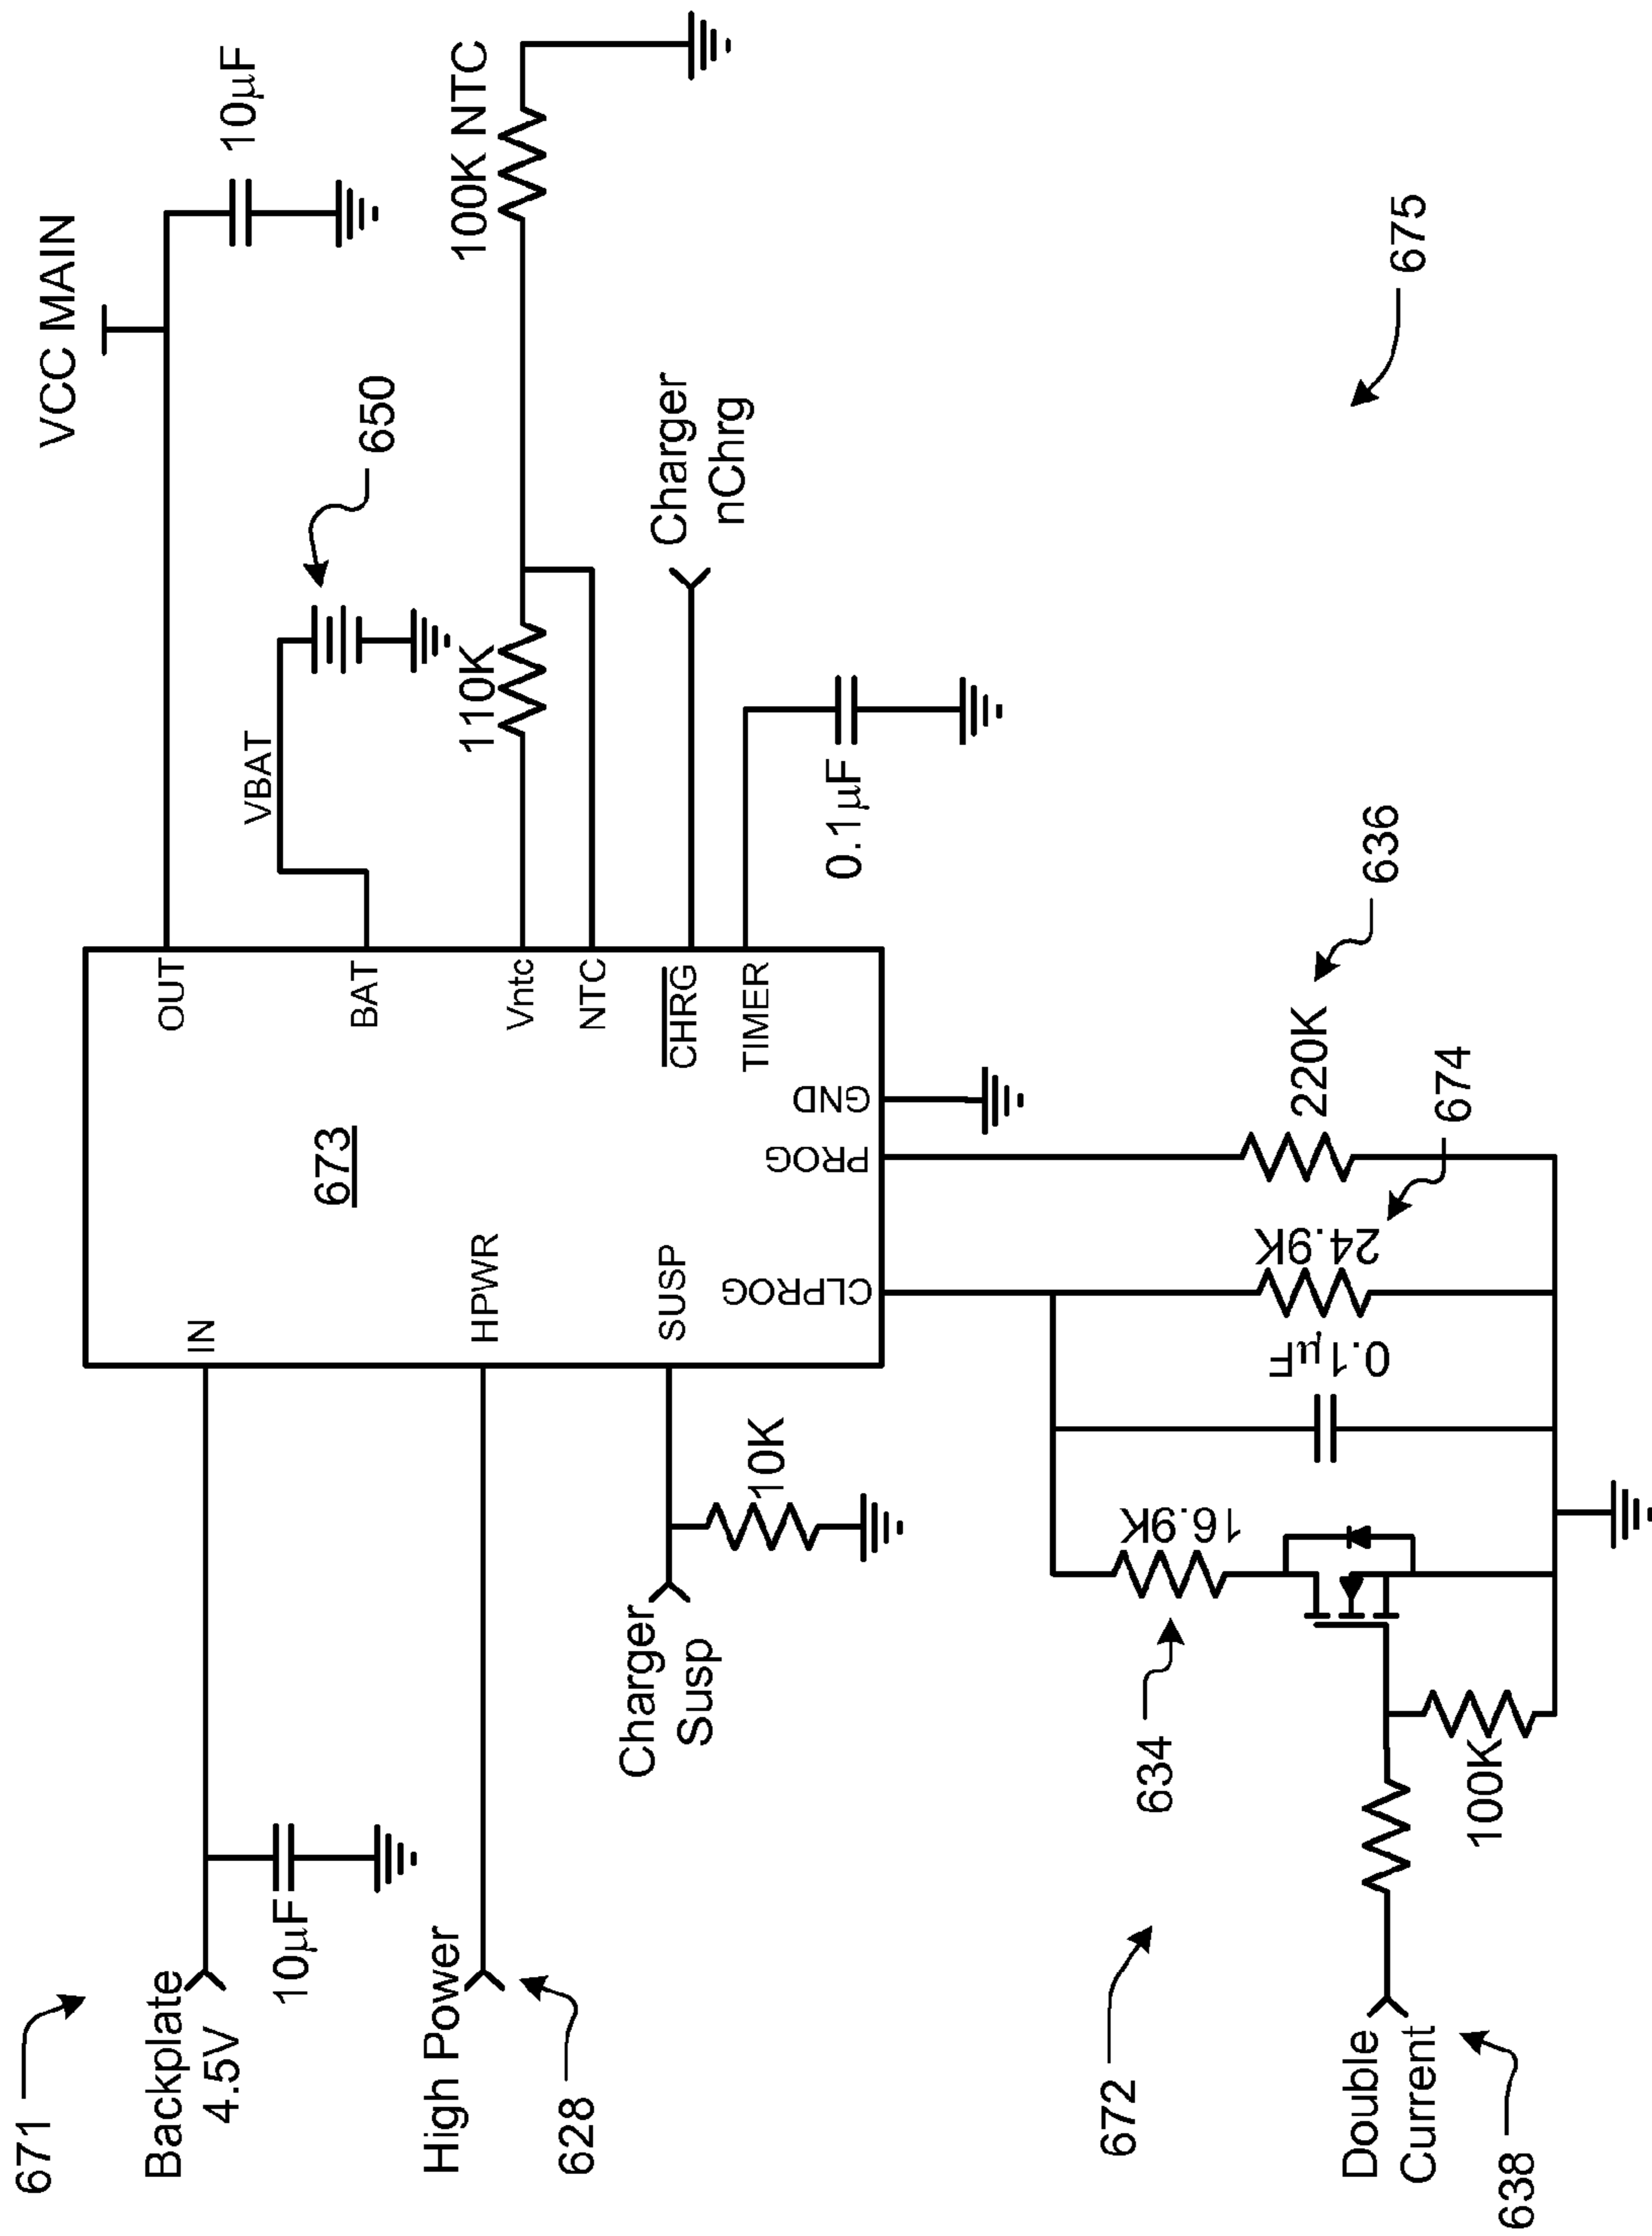 671
Backplate
4.5V
10µF
High Power
628
Charger
Susp
10K
672
Double
Current
638
100K
634
16.9K
0.1µF
24.9K
674
220K
636
673
IN
HPWR
SUSP
CLPROG
PROG
GND
OUT
BAT
Vntc
NTC
CHRG
TIMER
VCC MAIN
10µF
VBAT
650
110K
100K NTC
Charger
nChrg
0.1µF
675